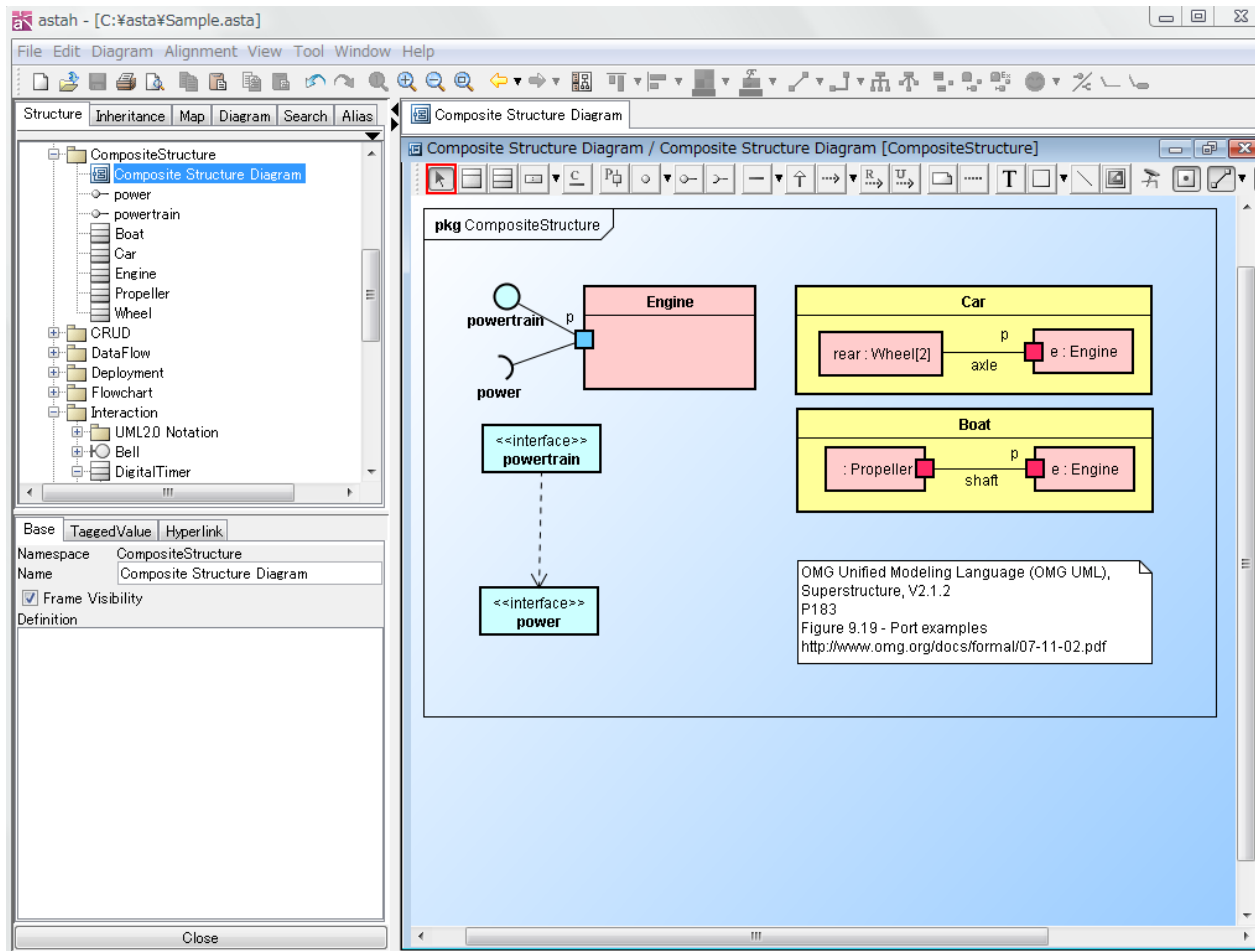 astah - [C:¥asta¥Sample.asta]
File Edit Diagram Alignment View Tool Window Help
Structure Inheritance Map Diagram Search Alias
CompositeStructure
Composite Structure Diagram
power
powertrain
Boat
Car
Engine
Propeller
Wheel
CRUD
DataFlow
Deployment
Flowchart
Interaction
UML2.0 Notation
Bell
DigitalTimer
Base TaggedValue Hyperlink
Namespace CompositeStructure
Name Composite Structure Diagram
Frame Visibility
Definition
Close
Composite Structure Diagram
Composite Structure Diagram / Composite Structure Diagram [CompositeStructure]
pkg CompositeStructure
powertrain
p
Engine
power
<<interface>>
powertrain
<<interface>>
power
Car
rear : Wheel[2]
p
axle
e : Engine
Boat
: Propeller
p
shaft
e : Engine
OMG Unified Modeling Language (OMG UML),
Superstructure, V2.1.2
P183
Figure 9.19 - Port examples
http://www.omg.org/docs/formal/07-11-02.pdf